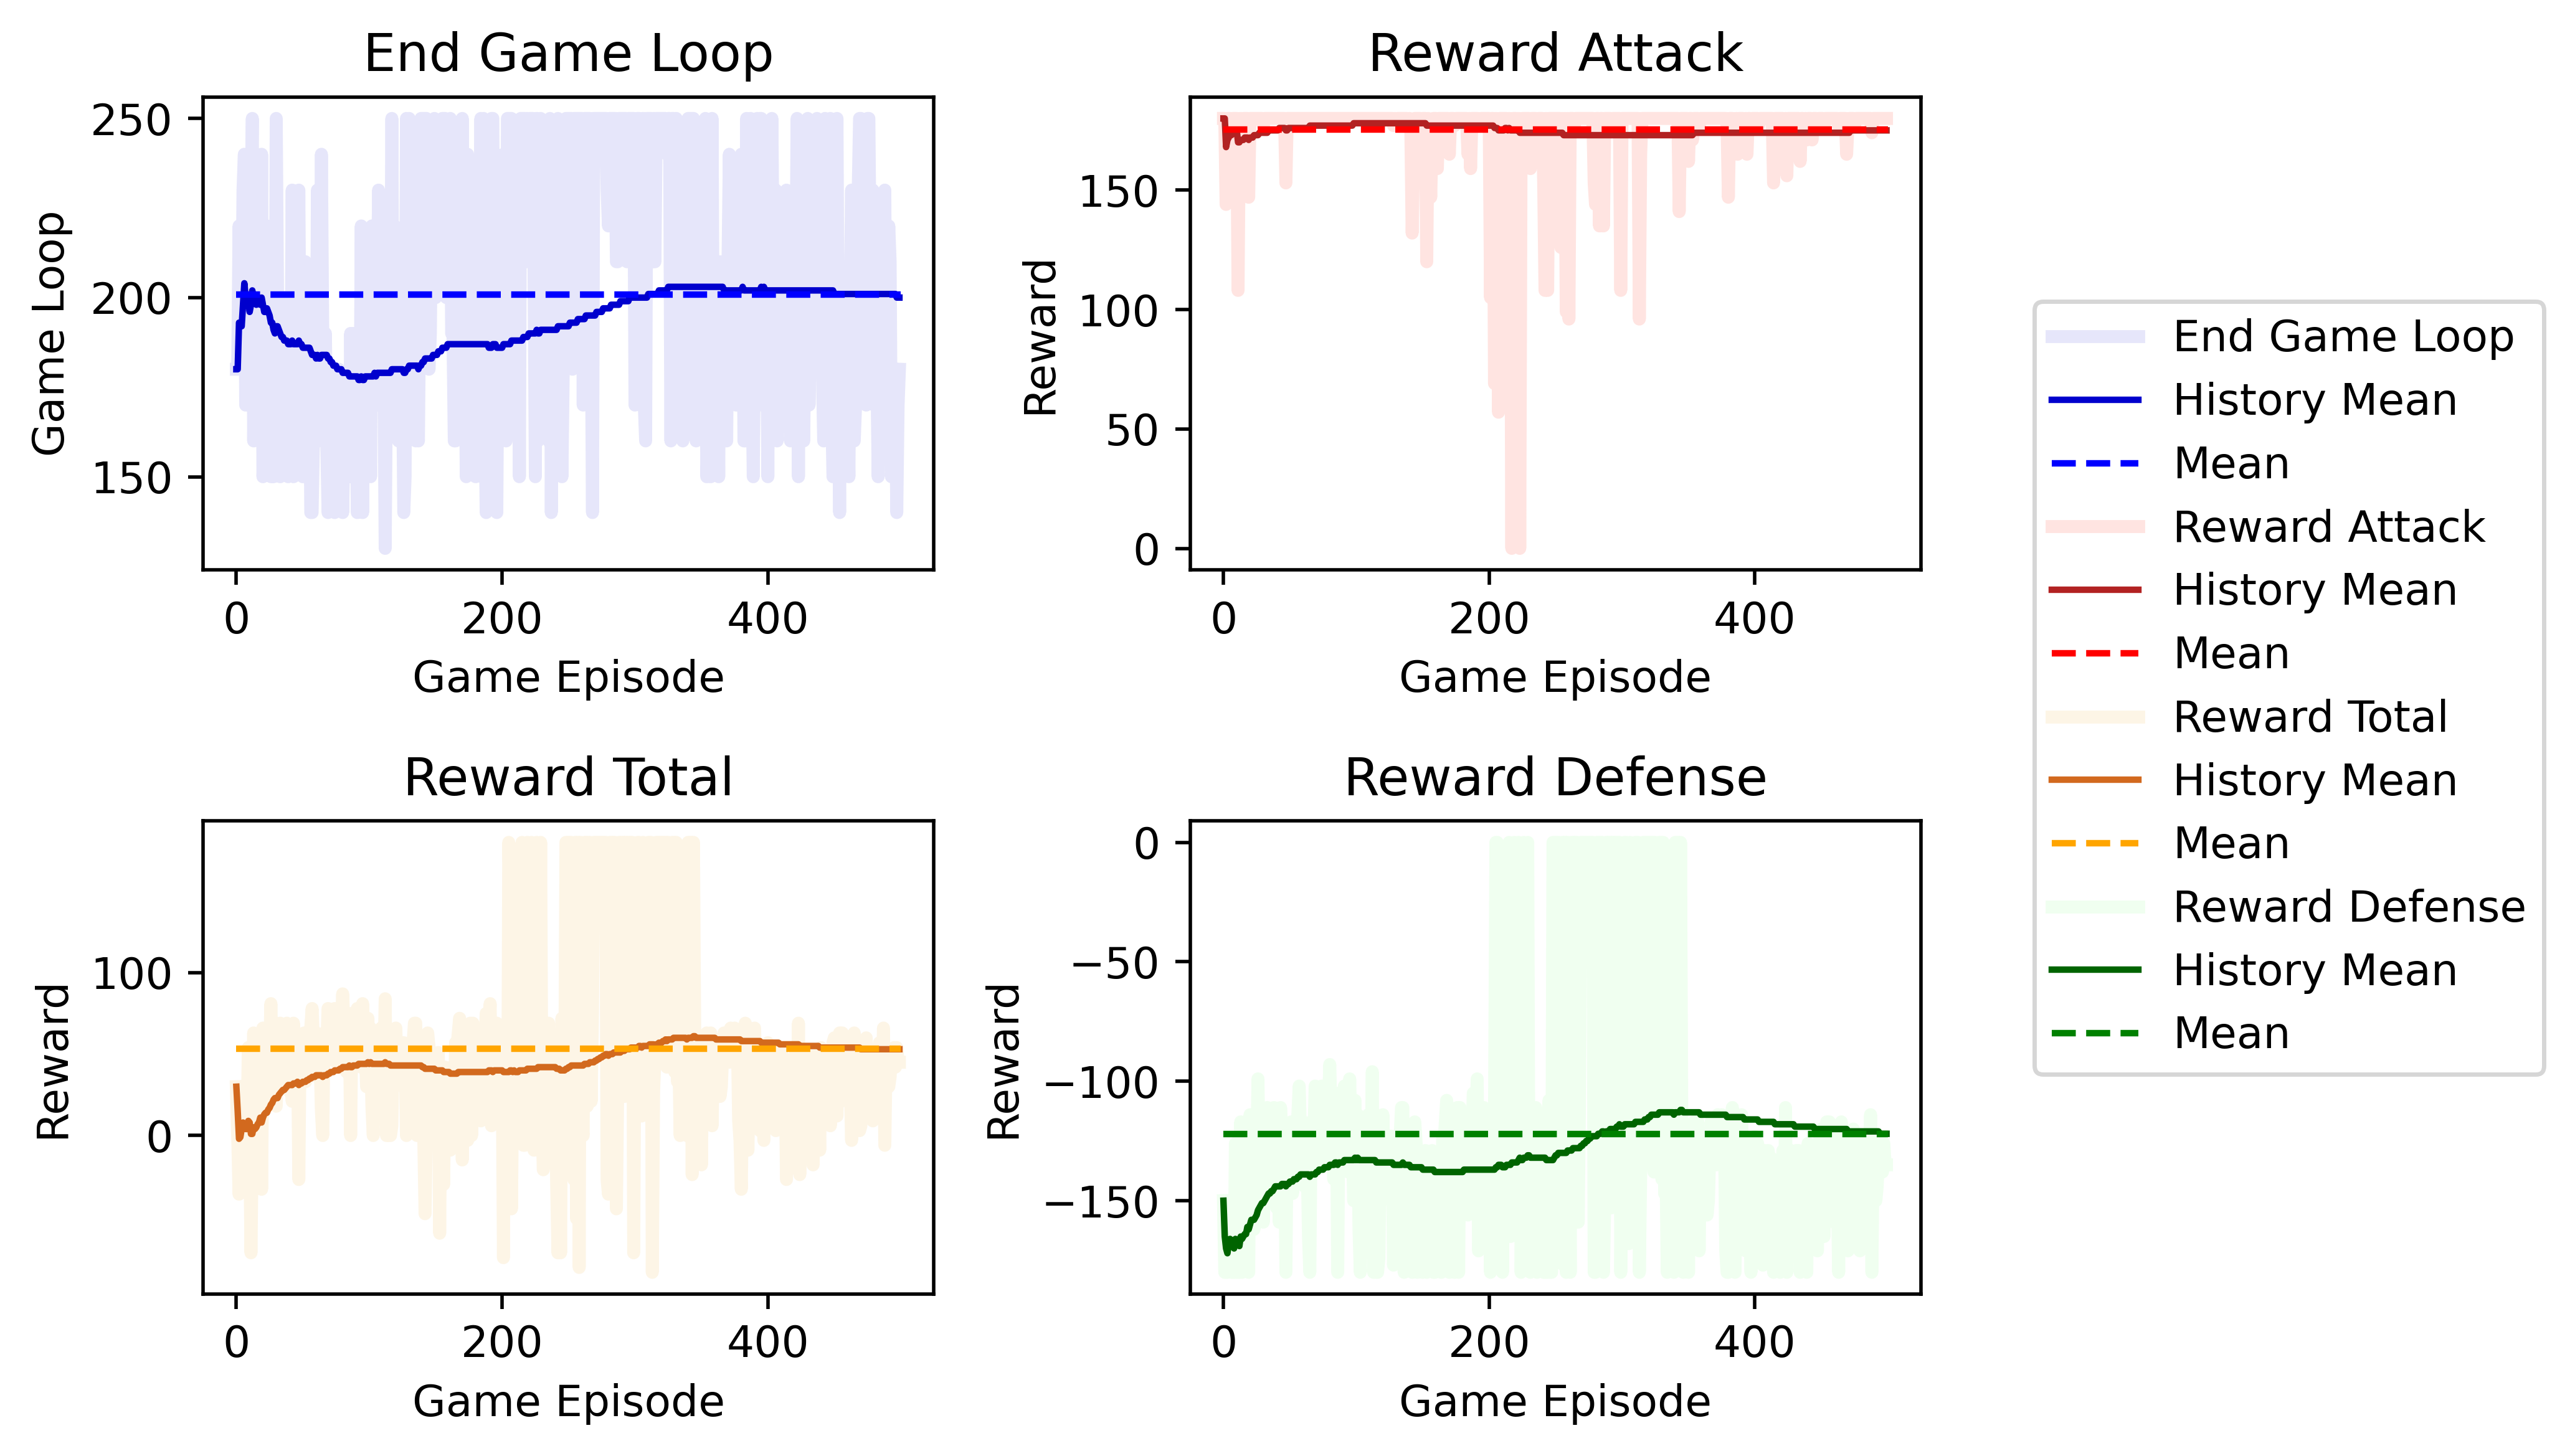 End Game Loop
250
200
150
Game Loop
0 200 400
Game Episode
Reward Attack
150
100
50
0
Reward
0 200 400
Game Episode
Reward Total
100
0
Reward
0 200 400
Game Episode
Reward Defense
0
−50
−100
−150
Reward
0 200 400
Game Episode
End Game Loop
History Mean
Mean
Reward Attack
History Mean
Mean
Reward Total
History Mean
Mean
Reward Defense
History Mean
Mean